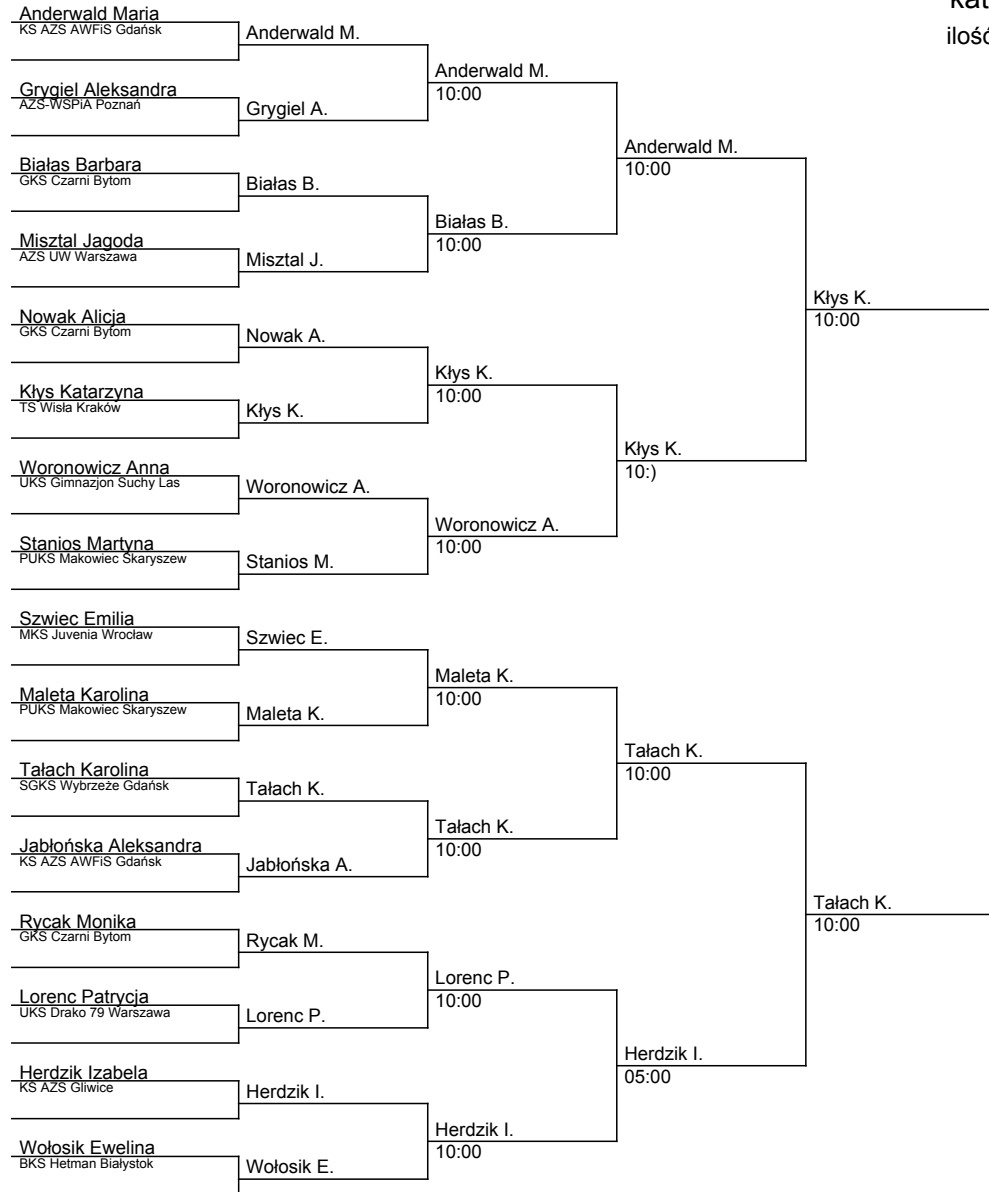 kat
ilość
Anderwald Maria
KS AZS AWFiS Gdańsk
Anderwald M.
Anderwald M.
10:00
Grygiel Aleksandra
AZS-WSPiA Poznań
Grygiel A.
Anderwald M.
10:00
Białas Barbara
GKS Czarni Bytom
Białas B.
Białas B.
10:00
Misztal Jagoda
AZS UW Warszawa
Misztal J.
Kłys K.
10:00
Nowak Alicja
GKS Czarni Bytom
Nowak A.
Kłys K.
10:00
Kłys Katarzyna
TS Wisła Kraków
Kłys K.
Kłys K.
10:)
Woronowicz Anna
UKS Gimnazjon Suchy Las
Woronowicz A.
Woronowicz A.
10:00
Stanios Martyna
PUKS Makowiec Skaryszew
Stanios M.
Szwiec Emilia
MKS Juvenia Wrocław
Szwiec E.
Maleta K.
10:00
Maleta Karolina
PUKS Makowiec Skaryszew
Maleta K.
Tałach K.
10:00
Tałach Karolina
SGKS Wybrzeże Gdańsk
Tałach K.
Tałach K.
10:00
Jabłońska Aleksandra
KS AZS AWFiS Gdańsk
Jabłońska A.
Tałach K.
10:00
Rycak Monika
GKS Czarni Bytom
Rycak M.
Lorenc P.
10:00
Lorenc Patrycja
UKS Drako 79 Warszawa
Lorenc P.
Herdzik I.
05:00
Herdzik Izabela
KS AZS Gliwice
Herdzik I.
Herdzik I.
10:00
Wołosik Ewelina
BKS Hetman Białystok
Wołosik E.